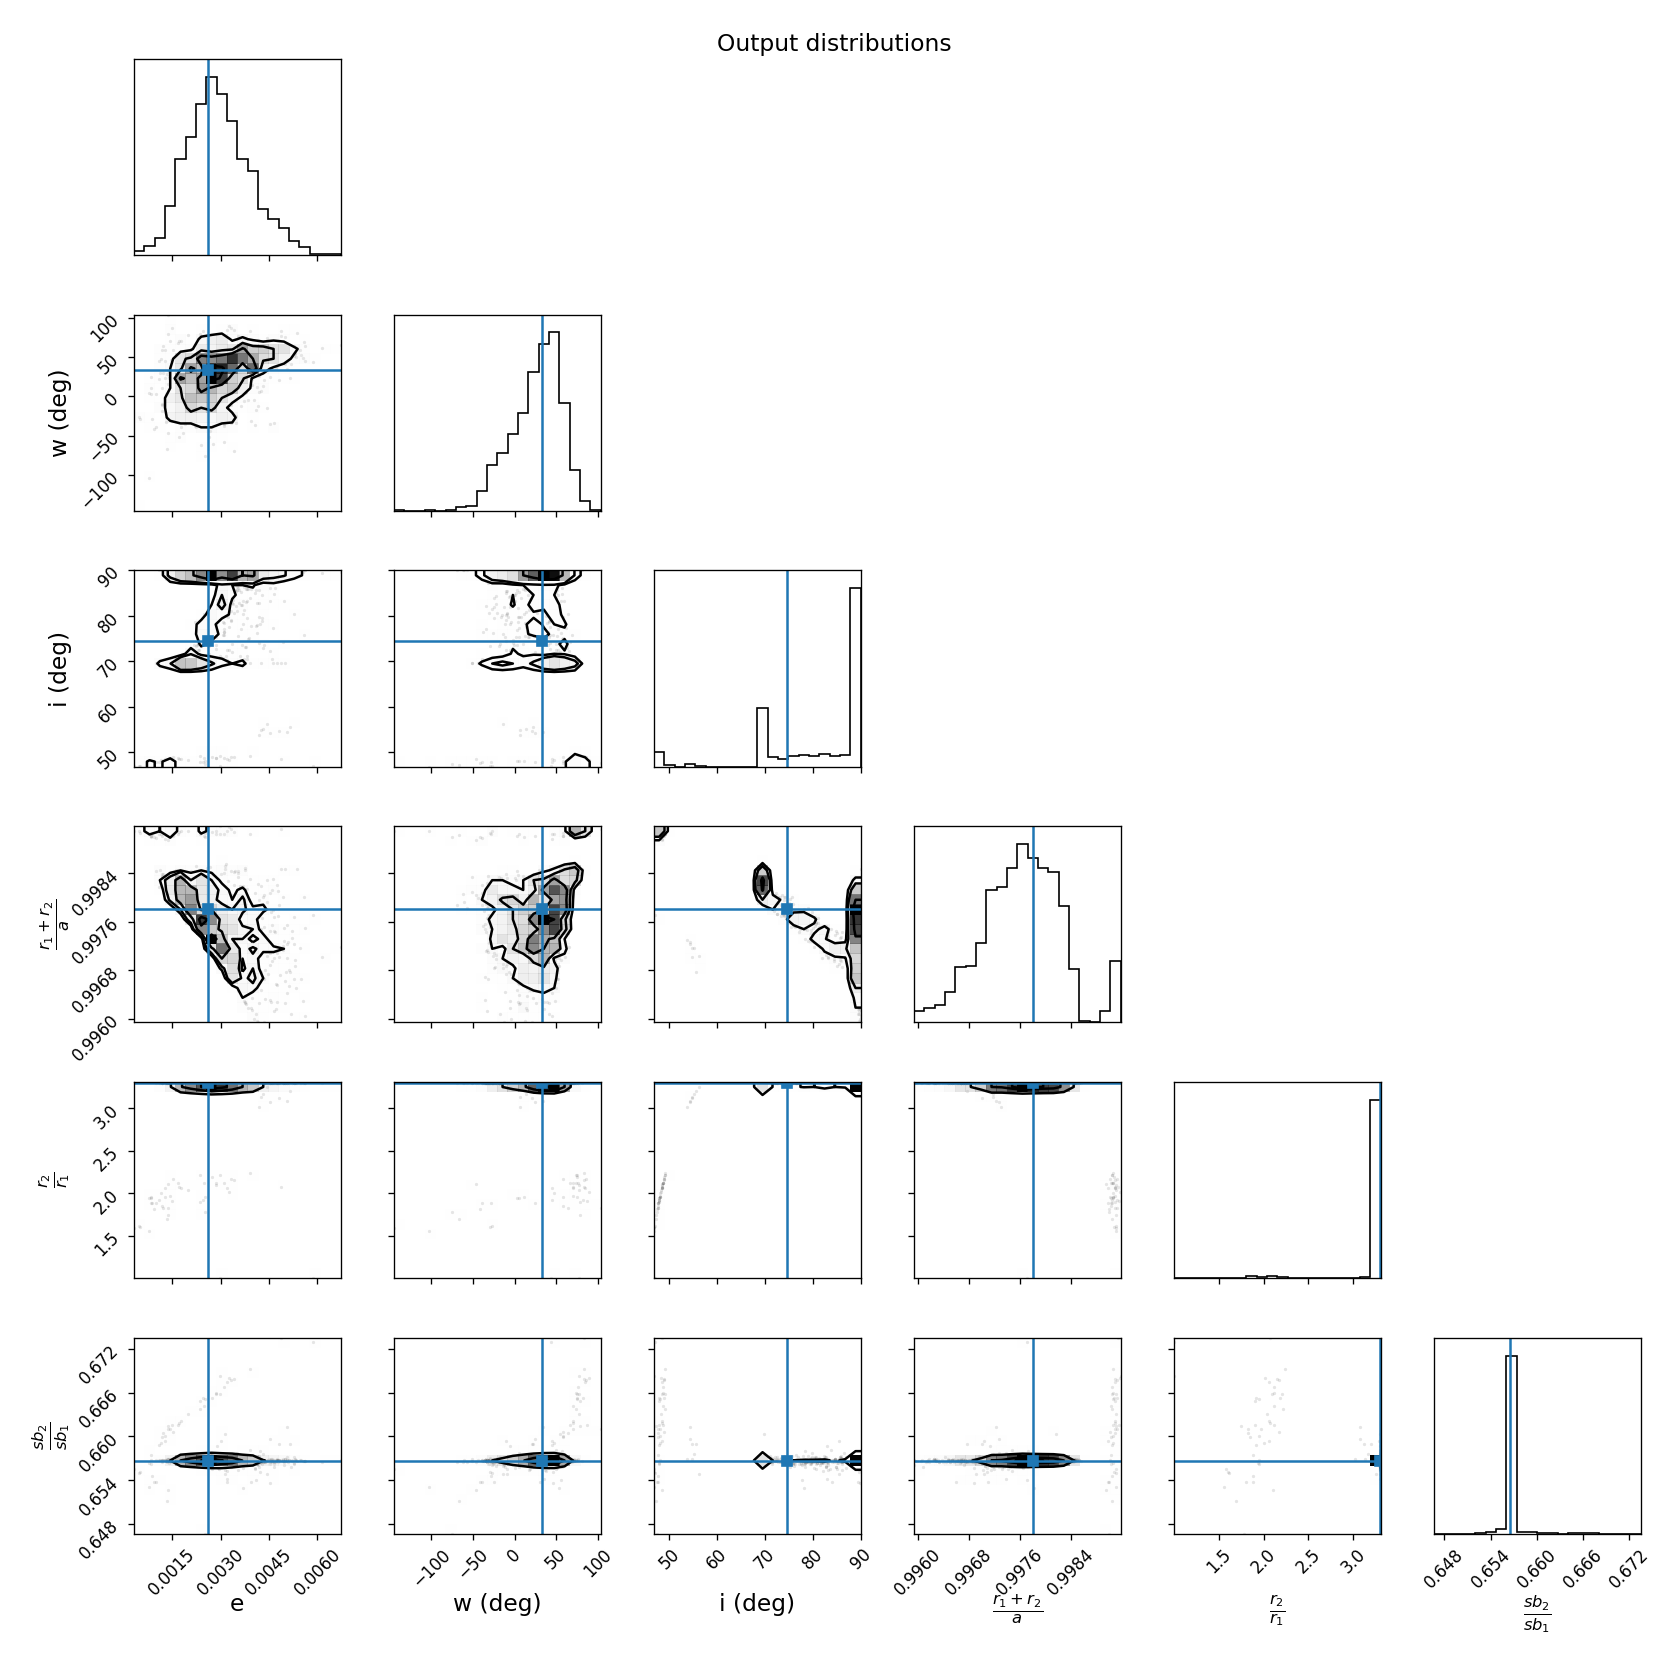 Output distributions
w (deg)
100
50
0
−50
−100
i (deg)
90
80
70
60
50
r₁ + r₂
a
0.9984
0.9976
0.9968
0.9960
r₂
r₁
3.0
2.5
2.0
1.5
sb₂
sb₁
0.672
0.666
0.660
0.654
0.648
0.0015 0.0030 0.0045 0.0060
−100 −50 0 50 100
50 60 70 80 90
0.9960 0.9968 0.9976 0.9984
1.5 2.0 2.5 3.0
0.648 0.654 0.660 0.666 0.672
e
w (deg)
i (deg)
r₁ + r₂
a
r₂
r₁
sb₂
sb₁